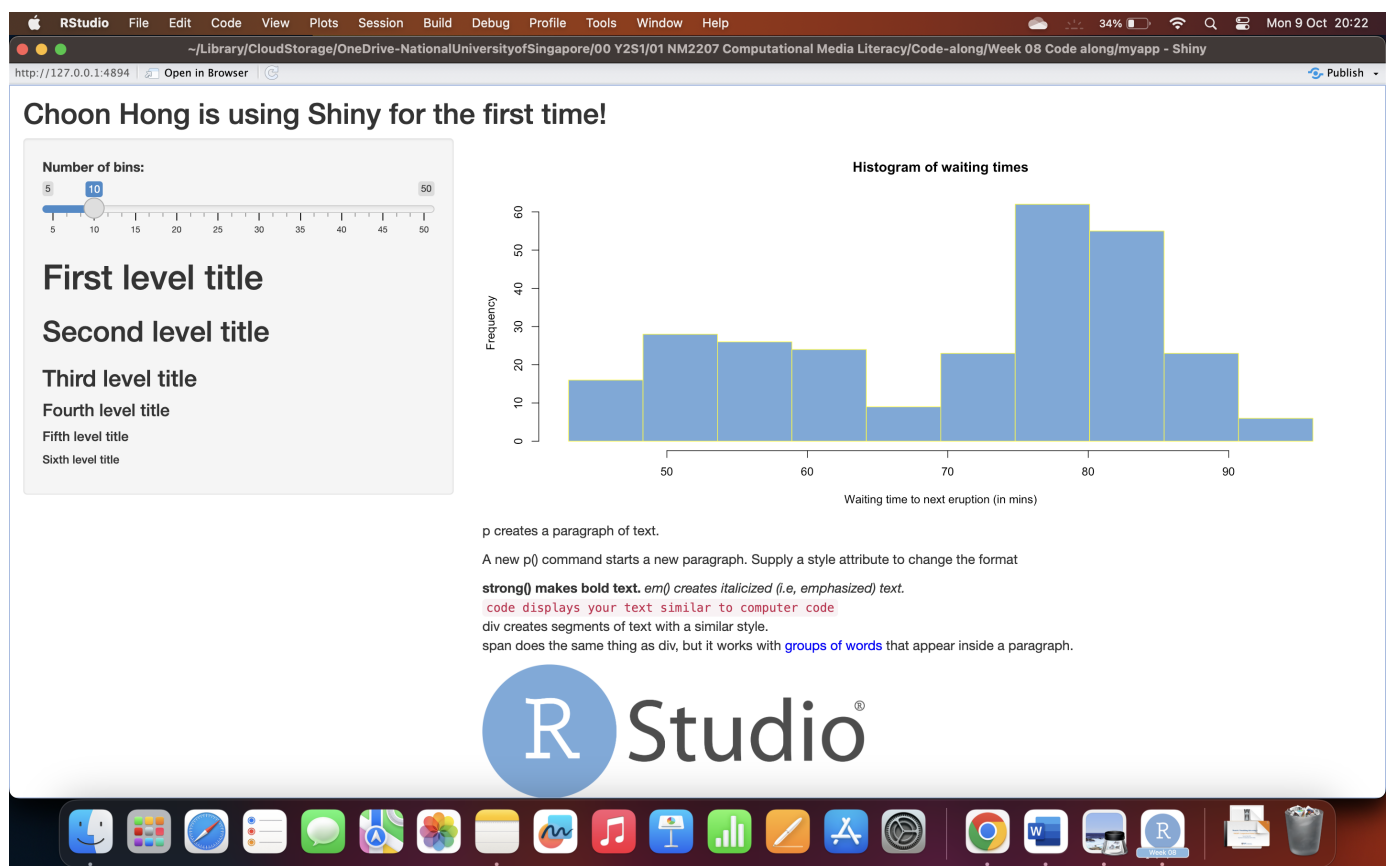 RStudio File Edit Code View Plots Session Build Debug Profile Tools Window Help 34% Mon 9 Oct 20:22
~/Library/CloudStorage/OneDrive-NationalUniversityofSingapore/00 Y2S1/01 NM2207 Computational Media Literacy/Code-along/Week 08 Code along/myapp - Shiny
http://127.0.0.1:4894 Open in Browser Publish
Choon Hong is using Shiny for the first time!
Number of bins:
5 10 50
5 10 15 20 25 30 35 40 45 50
First level title
Second level title
Third level title
Fourth level title
Fifth level title
Sixth level title
Histogram of waiting times
Frequency
60
50
40
30
20
10
0
50 60 70 80 90
Waiting time to next eruption (in mins)
p creates a paragraph of text.
A new p() command starts a new paragraph. Supply a style attribute to change the format
strong() makes bold text. em() creates italicized (i.e, emphasized) text.
code displays your text similar to computer code
div creates segments of text with a similar style.
span does the same thing as div, but it works with groups of words that appear inside a paragraph.
R Studio®
W R
Week 08